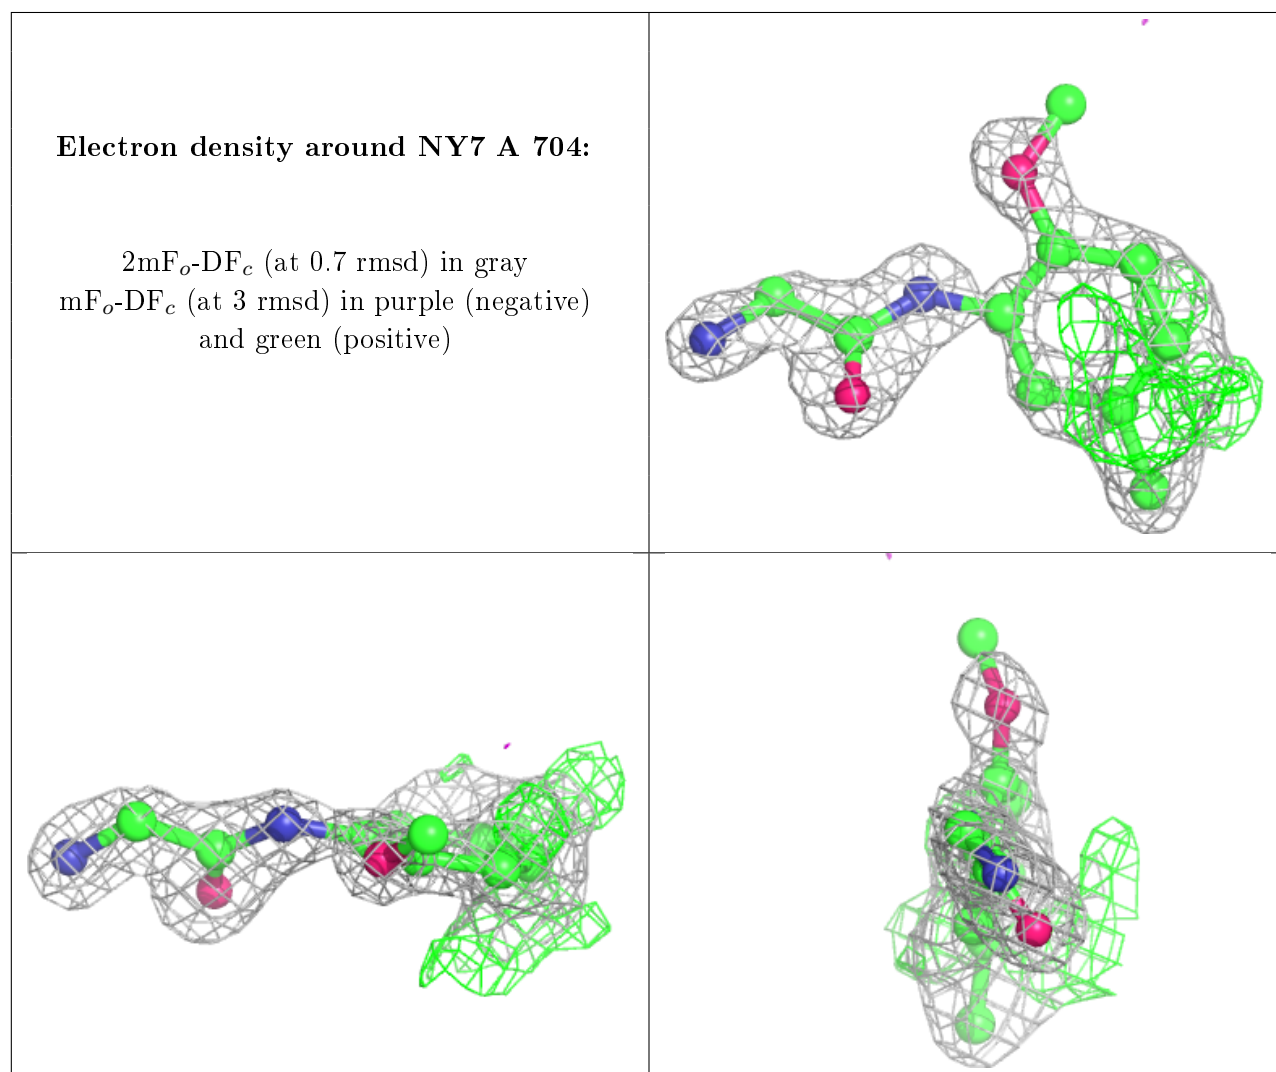 Electron density around NY7 A 704:
2mFo-DFc (at 0.7 rmsd) in gray
mFo-DFc (at 3 rmsd) in purple (negative)
and green (positive)